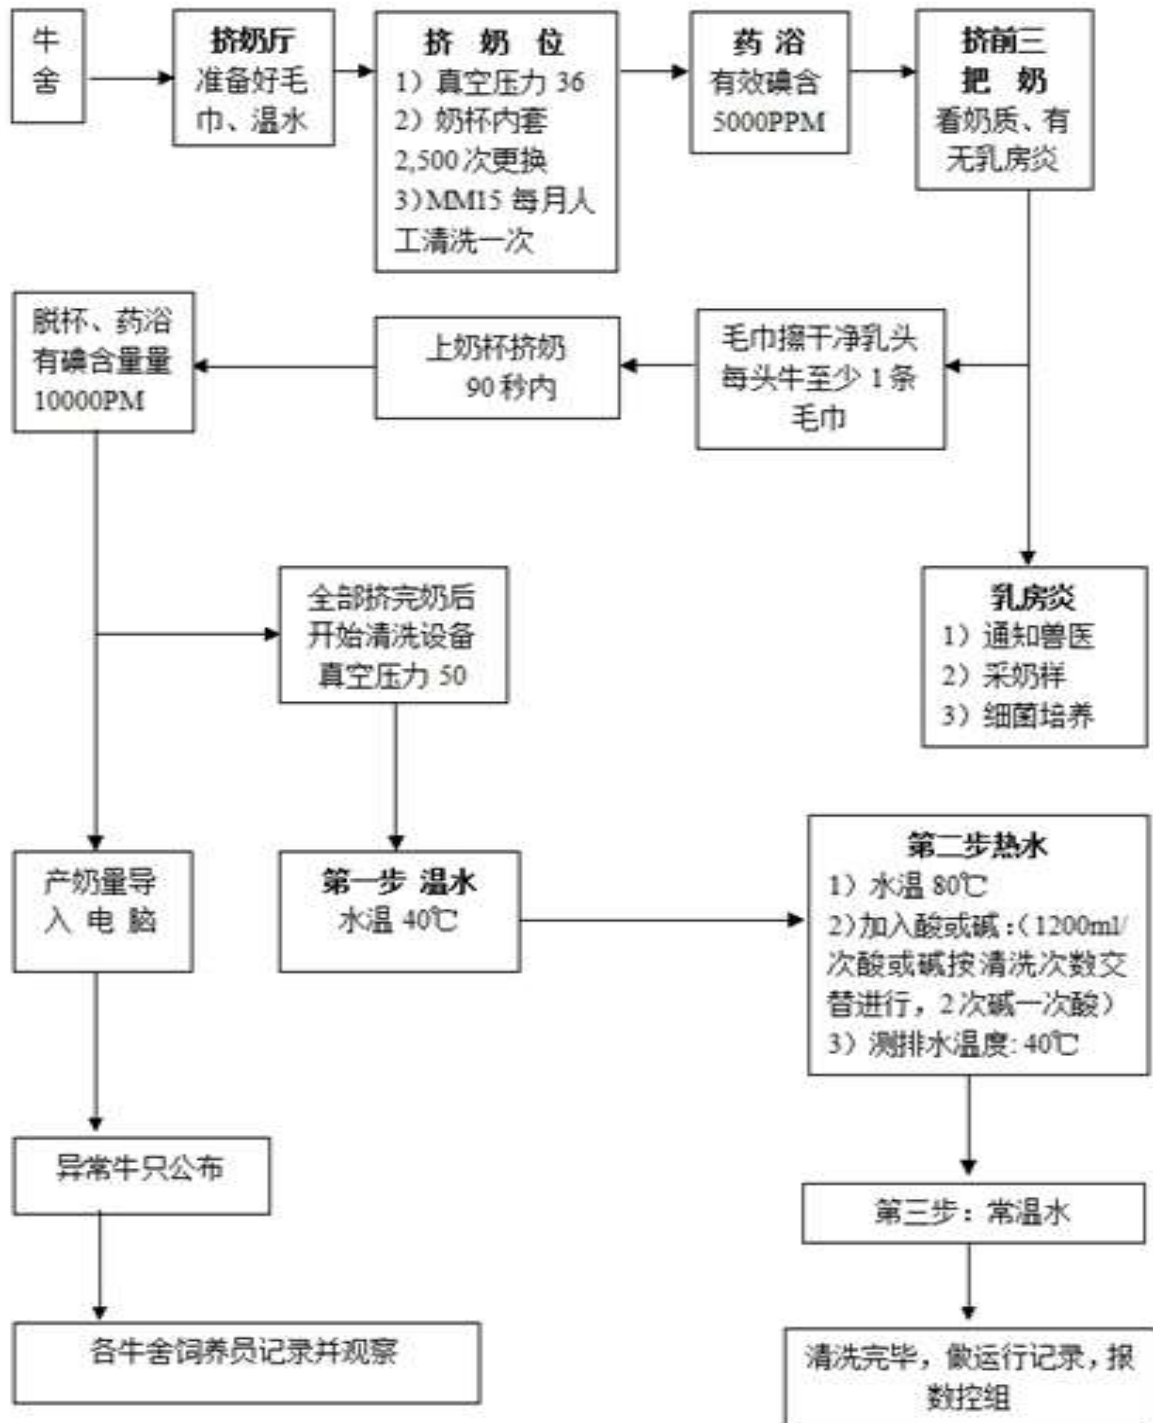 牛
舍
挤奶厅
准备好毛
巾、温水
挤 奶 位
1）真空压力 36
2）奶杯内套
2,500 次更换
3)MM15 每月人
工清洗一次
药 浴
有效碘含
5000PPM
挤前三
把 奶
看奶质、有
无乳房炎
脱杯、药浴
有碘含量量
10000PM
上奶杯挤奶
90 秒内
毛巾擦干净乳头
每头牛至少 1 条
毛巾
全部挤完奶后
开始清洗设备
真空压力 50
乳房炎
1）通知兽医
2）采奶样
3）细菌培养
产奶量导
入 电 脑
第一步 温水
水温 40℃
第二步热水
1）水温 80℃
2)加入酸或碱：（1200ml/
次酸或碱按清洗次数交
替进行，2 次碱一次酸）
3）测排水温度: 40℃
异常牛只公布
第三步：常温水
各牛舍饲养员记录并观察
清洗完毕，做运行记录，报
数控组